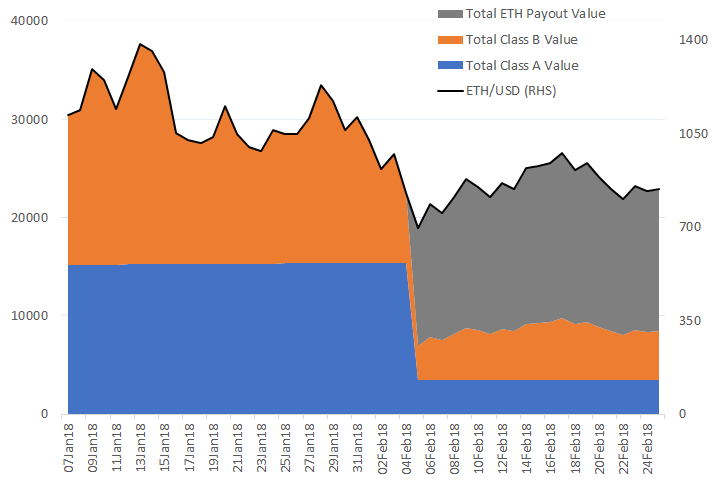 Total ETH Payout Value
Total Class B Value
Total Class A Value
ETH/USD (RHS)
40000
30000
20000
10000
0
1400
1050
700
350
0
07Jan18
09Jan18
11Jan18
13Jan18
15Jan18
17Jan18
19Jan18
21Jan18
23Jan18
25Jan18
27Jan18
29Jan18
31Jan18
02Feb18
04Feb18
06Feb18
08Feb18
10Feb18
12Feb18
14Feb18
16Feb18
18Feb18
20Feb18
22Feb18
24Feb18